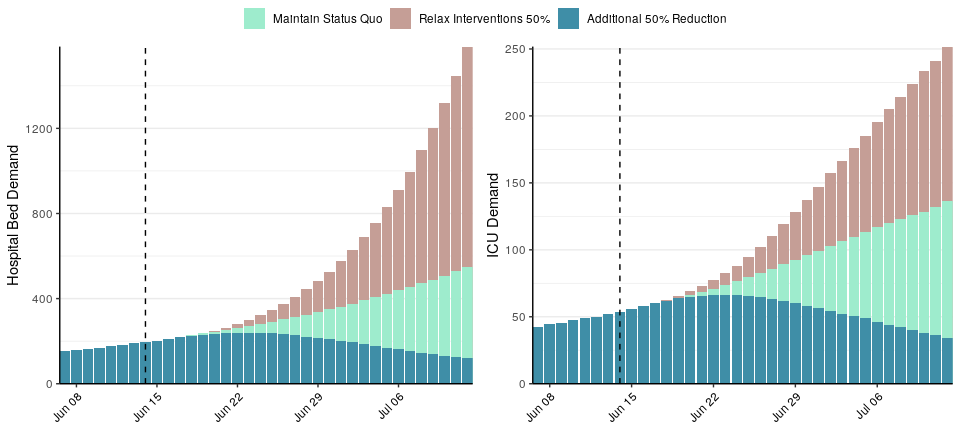 Maintain Status Quo Relax Interventions 50% Additional 50% Reduction
Hospital Bed Demand
1200
800
400
0
Jun 08 Jun 15 Jun 22 Jun 29 Jul 06
ICU Demand
250
200
150
100
50
0
Jun 08 Jun 15 Jun 22 Jun 29 Jul 06